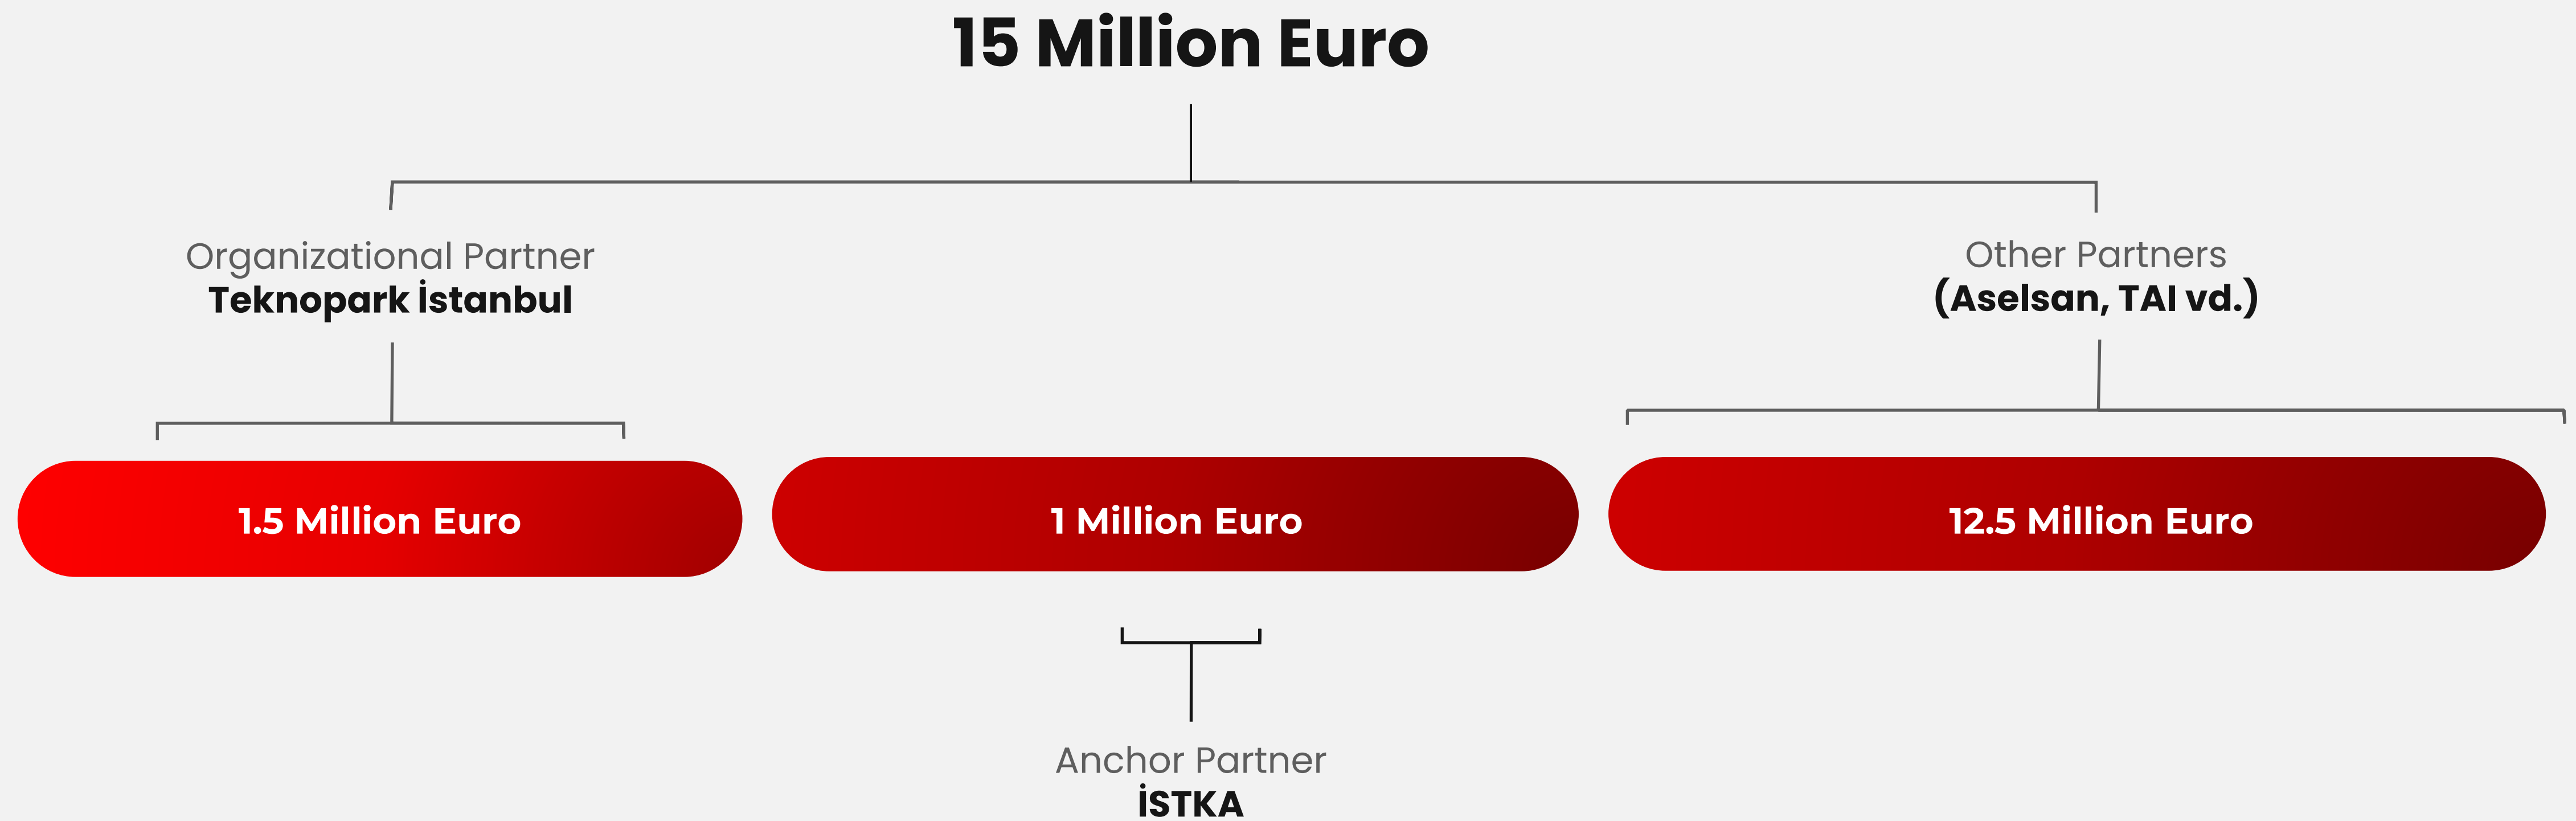 15 Million Euro
Organizational Partner
Teknopark İstanbul
Other Partners
(Aselsan, TAI vd.)
1.5 Million Euro
1 Million Euro
12.5 Million Euro
Anchor Partner
İSTKA